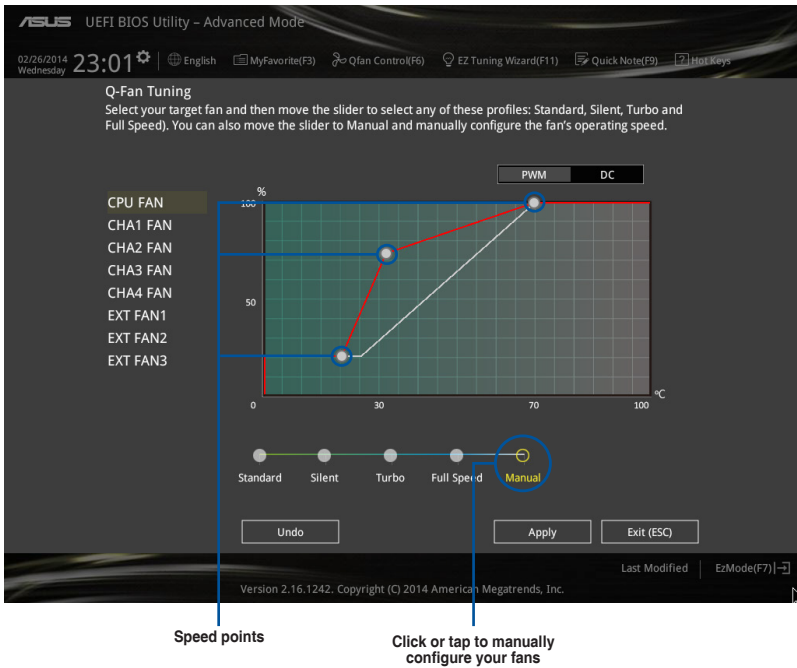 ASUS UEFI BIOS Utility – Advanced Mode
02/26/2014 Wednesday 23:01 English MyFavorite(F3) Qfan Control(F6) EZ Tuning Wizard(F11) Quick Note(F9) ? Hot Keys
Q-Fan Tuning
Select your target fan and then move the slider to select any of these profiles: Standard, Silent, Turbo and
Full Speed). You can also move the slider to Manual and manually configure the fan's operating speed.
PWM DC
CPU FAN
CHA1 FAN
CHA2 FAN
CHA3 FAN
CHA4 FAN
EXT FAN1
EXT FAN2
EXT FAN3
%
100
50
0 30 70 100 ºC
Standard Silent Turbo Full Speed Manual
Undo Apply Exit (ESC)
Last Modified EzMode(F7)
Version 2.16.1242. Copyright (C) 2014 American Megatrends, Inc.
Speed points
Click or tap to manually
configure your fans